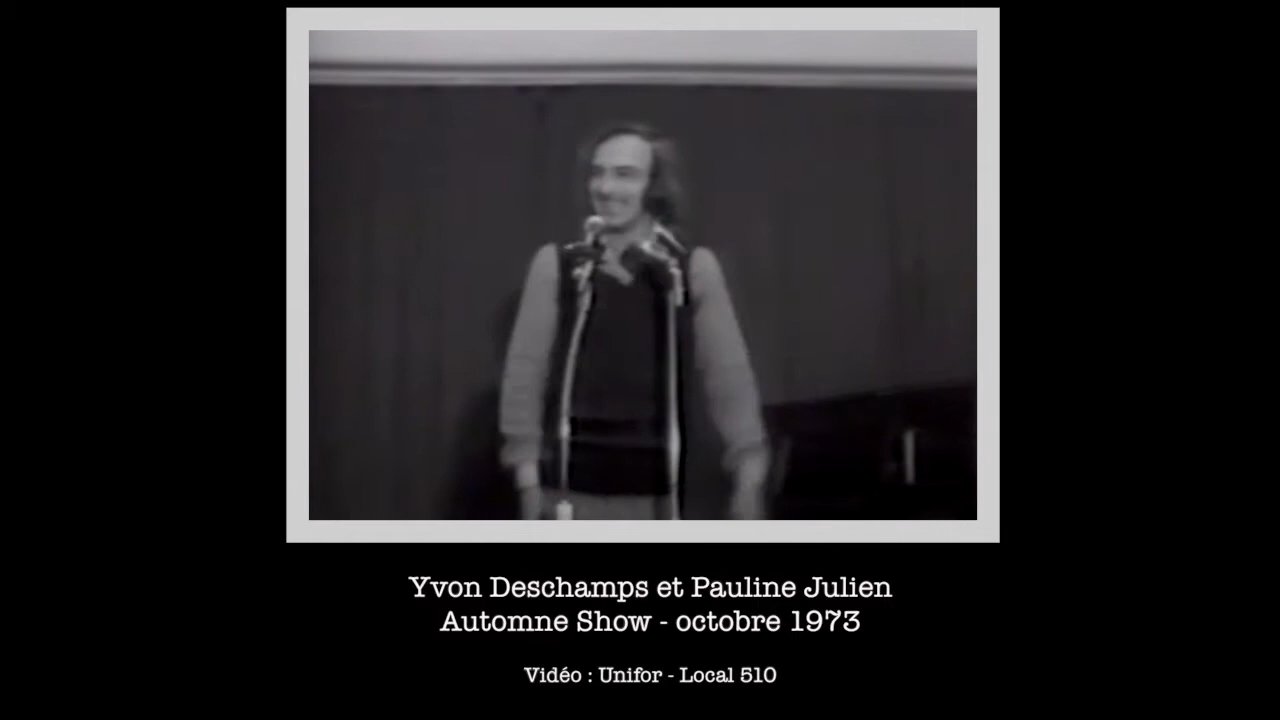 Yvon Deschamps et Pauline Julien
Automne Show - octobre 1973
Vidéo : Unifor - Local 510